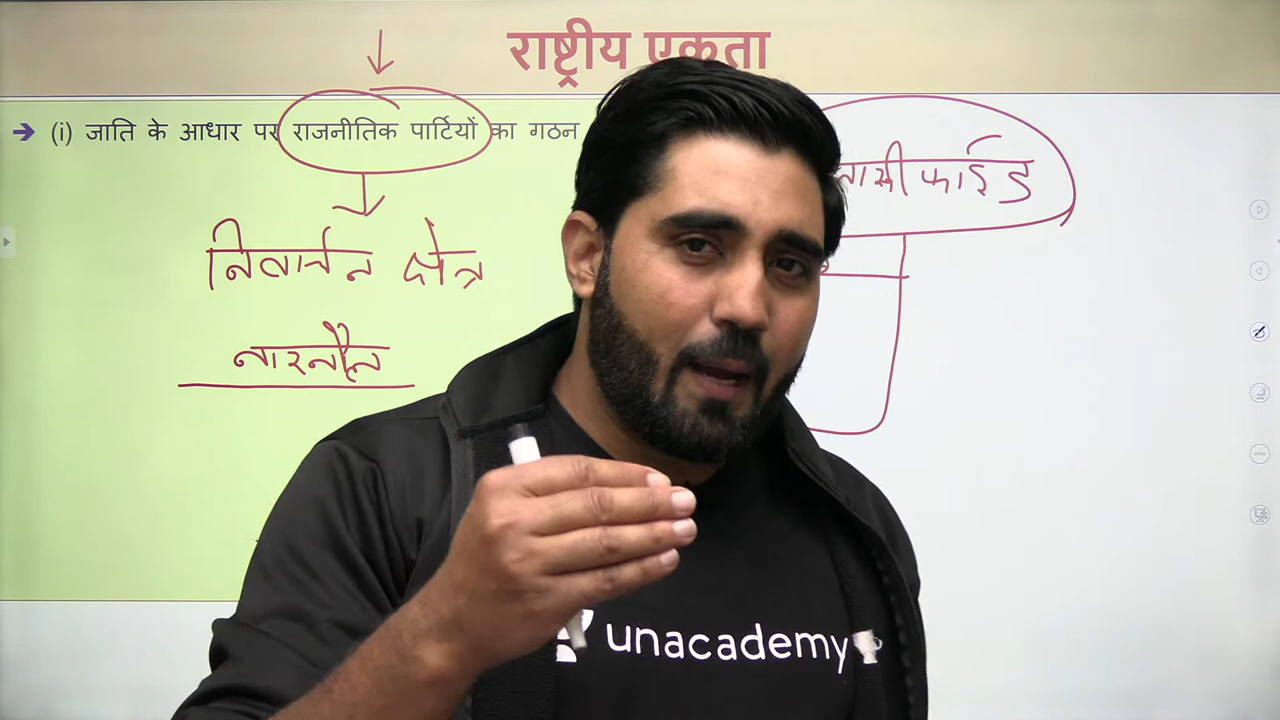 राष्ट्रीय एकता
➔ (i) जाति के आधार पर राजनीतिक पार्टियों का गठन
निर्वाचन क्षेत्र
नारनौल
unacademy